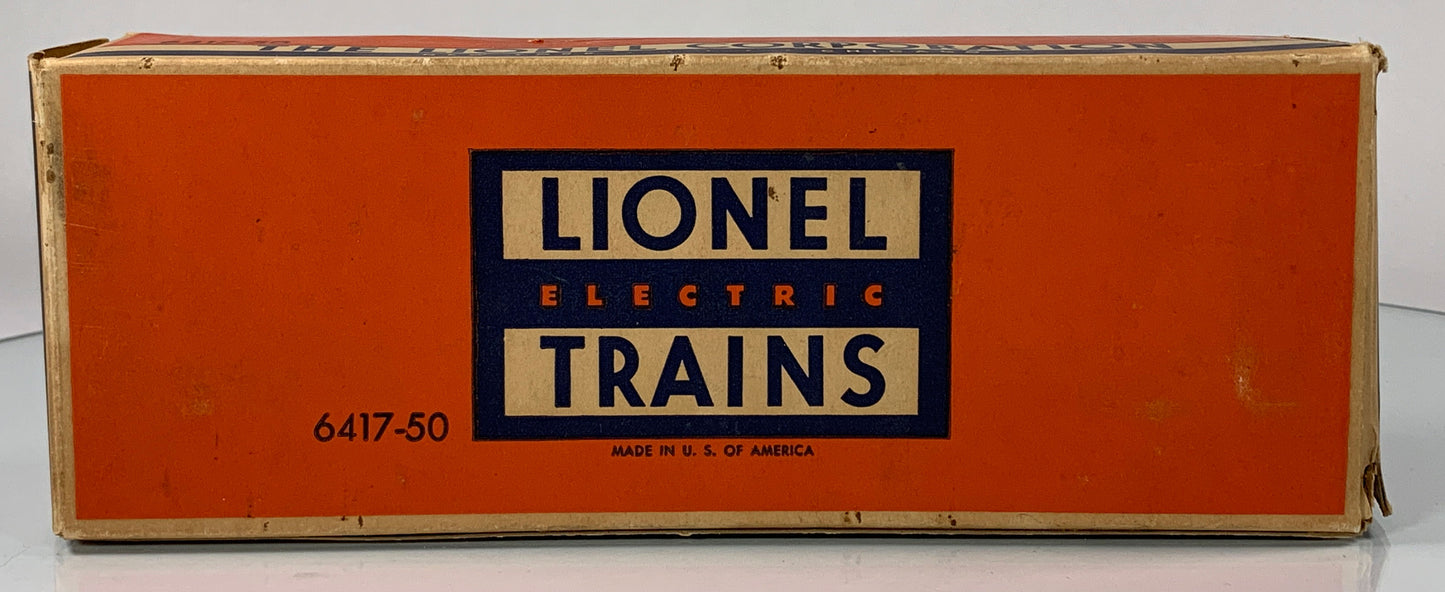 THE LIONEL CORPORATION
LIONEL
ELECTRIC
TRAINS
6417-50
MADE IN U. S. OF AMERICA